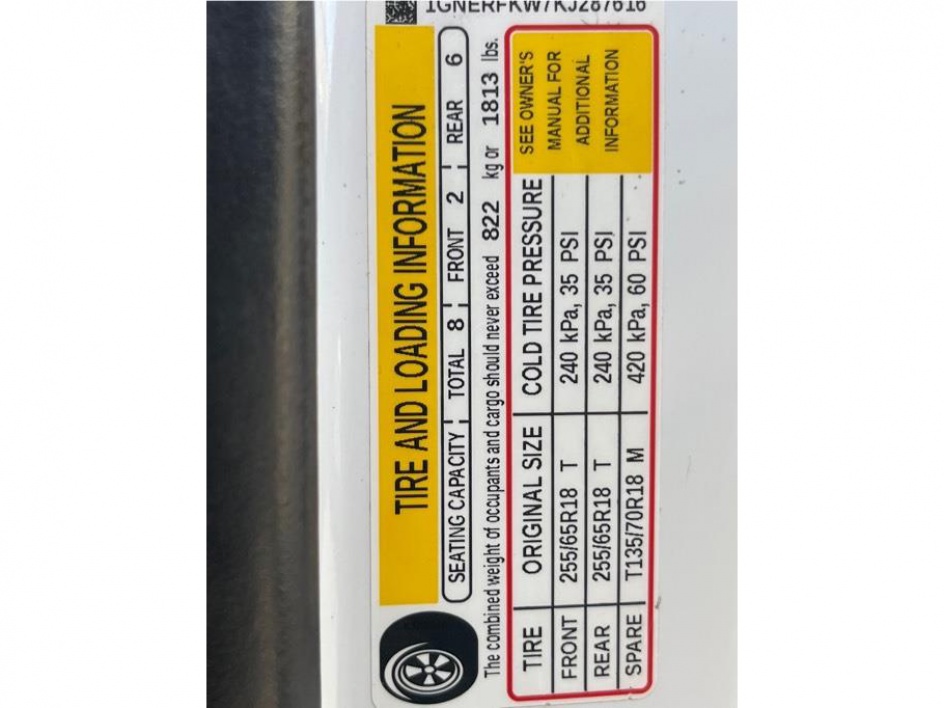 1GNERFKW7KJ287616
TIRE AND LOADING INFORMATION
SEATING CAPACITY TOTAL 8 FRONT 2 REAR 6
The combined weight of occupants and cargo should never exceed 822 kg or 1813 lbs.
TIRE ORIGINAL SIZE COLD TIRE PRESSURE
FRONT 255/65R18 T 240 kPa, 35 PSI
REAR 255/65R18 T 240 kPa, 35 PSI
SPARE T135/70R18 M 420 kPa, 60 PSI
SEE OWNER'S
MANUAL FOR
ADDITIONAL
INFORMATION